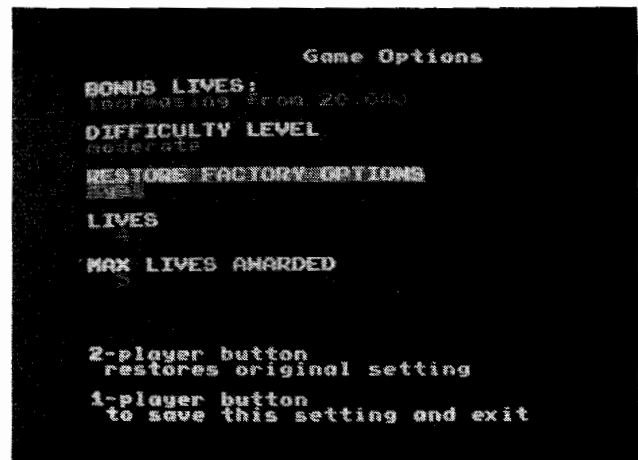 Game Options
BONUS LIVES:
increasing from 20,000
DIFFICULTY LEVEL
moderate
RESTORE FACTORY OPTIONS
LIVES
MAX LIVES AWARDED
2-player button
restores original setting
1-player button
to save this setting and exit